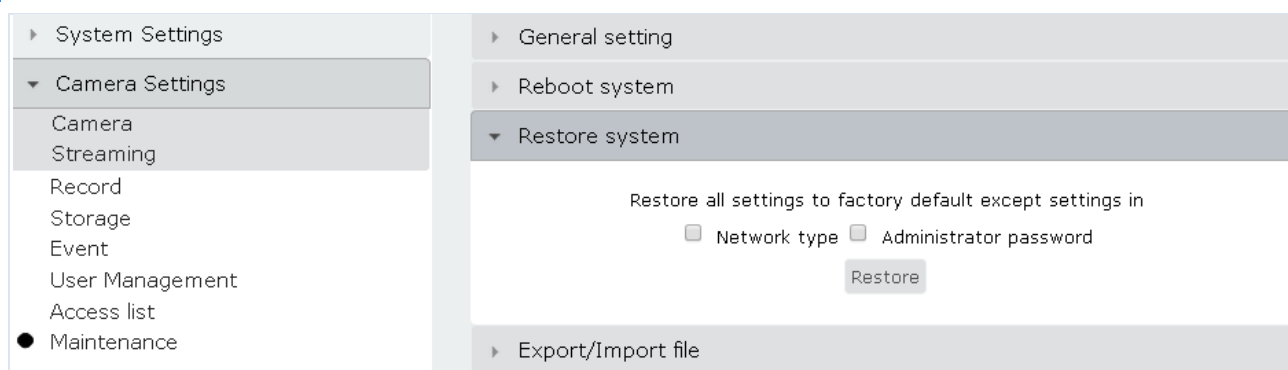 System Settings
Camera Settings
Camera
Streaming
Record
Storage
Event
User Management
Access list
Maintenance
General setting
Reboot system
Restore system
Restore all settings to factory default except settings in
Network type Administrator password
Restore
Export/Import file